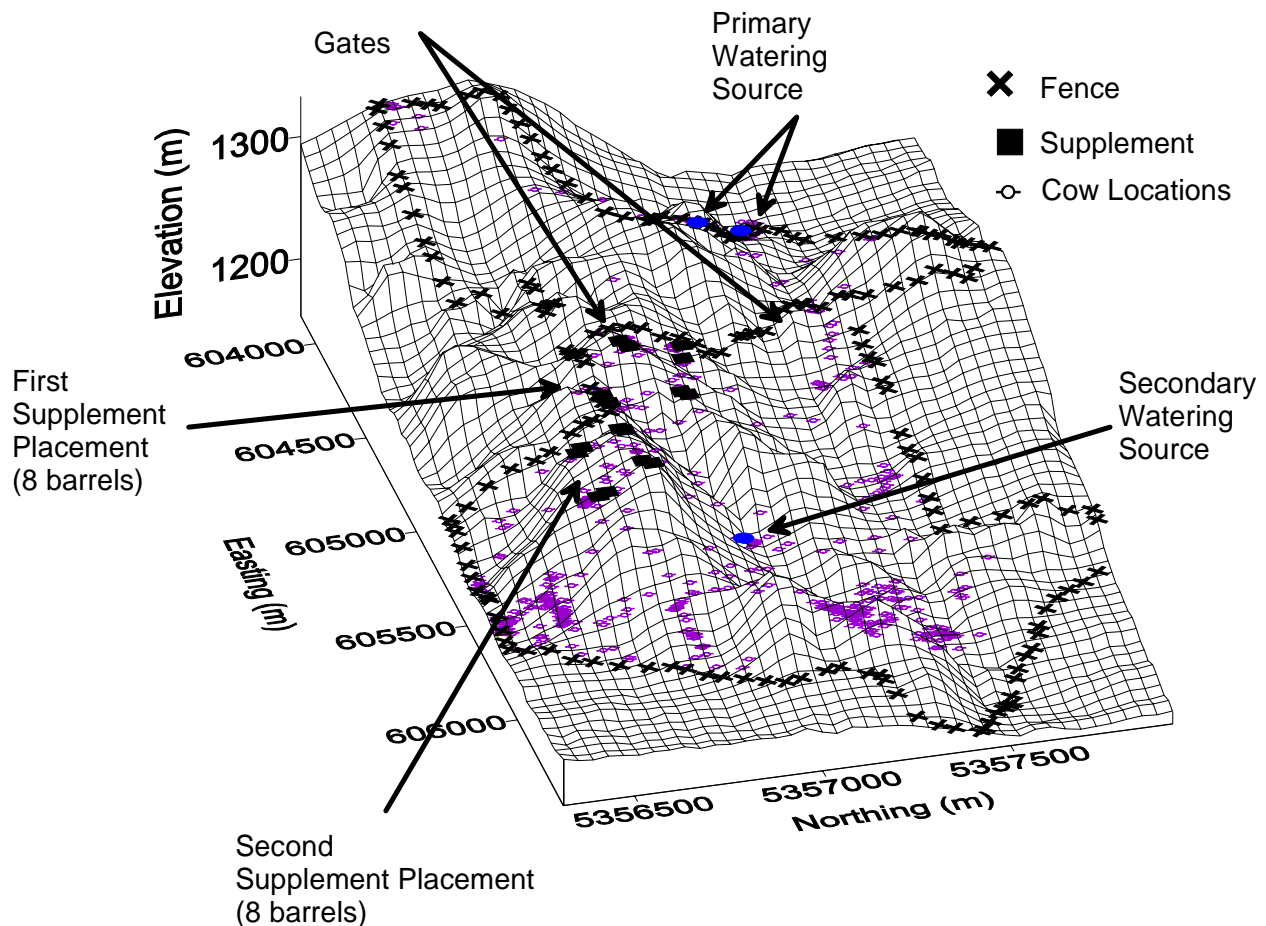 Gates
Primary
Watering
Source
Fence
Supplement
Cow Locations
Elevation (m)
1300
1200
604000
604500
605000
605500
606000
Easting (m)
First
Supplement
Placement
(8 barrels)
Secondary
Watering
Source
5356500
5357000
5357500
Northing (m)
Second
Supplement Placement
(8 barrels)